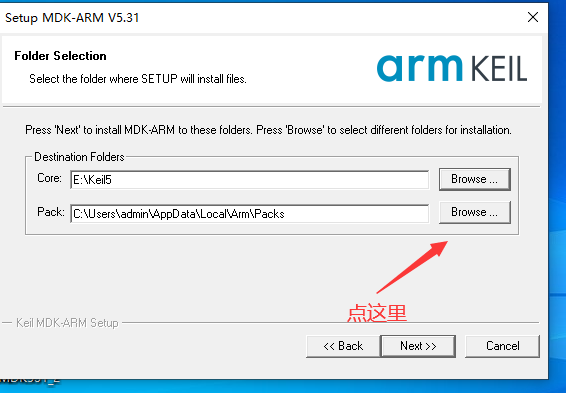 Setup MDK-ARM V5.31
Folder Selection
Select the folder where SETUP will install files.
arm KEIL
Press 'Next' to install MDK-ARM to these folders. Press 'Browse' to select different folders for installation.
Destination Folders
Core: E:\Keil5 Browse ...
Pack: C:\Users\admin\AppData\Local\Arm\Packs Browse ...
点这里
Keil MDK-ARM Setup
<< Back Next >> Cancel